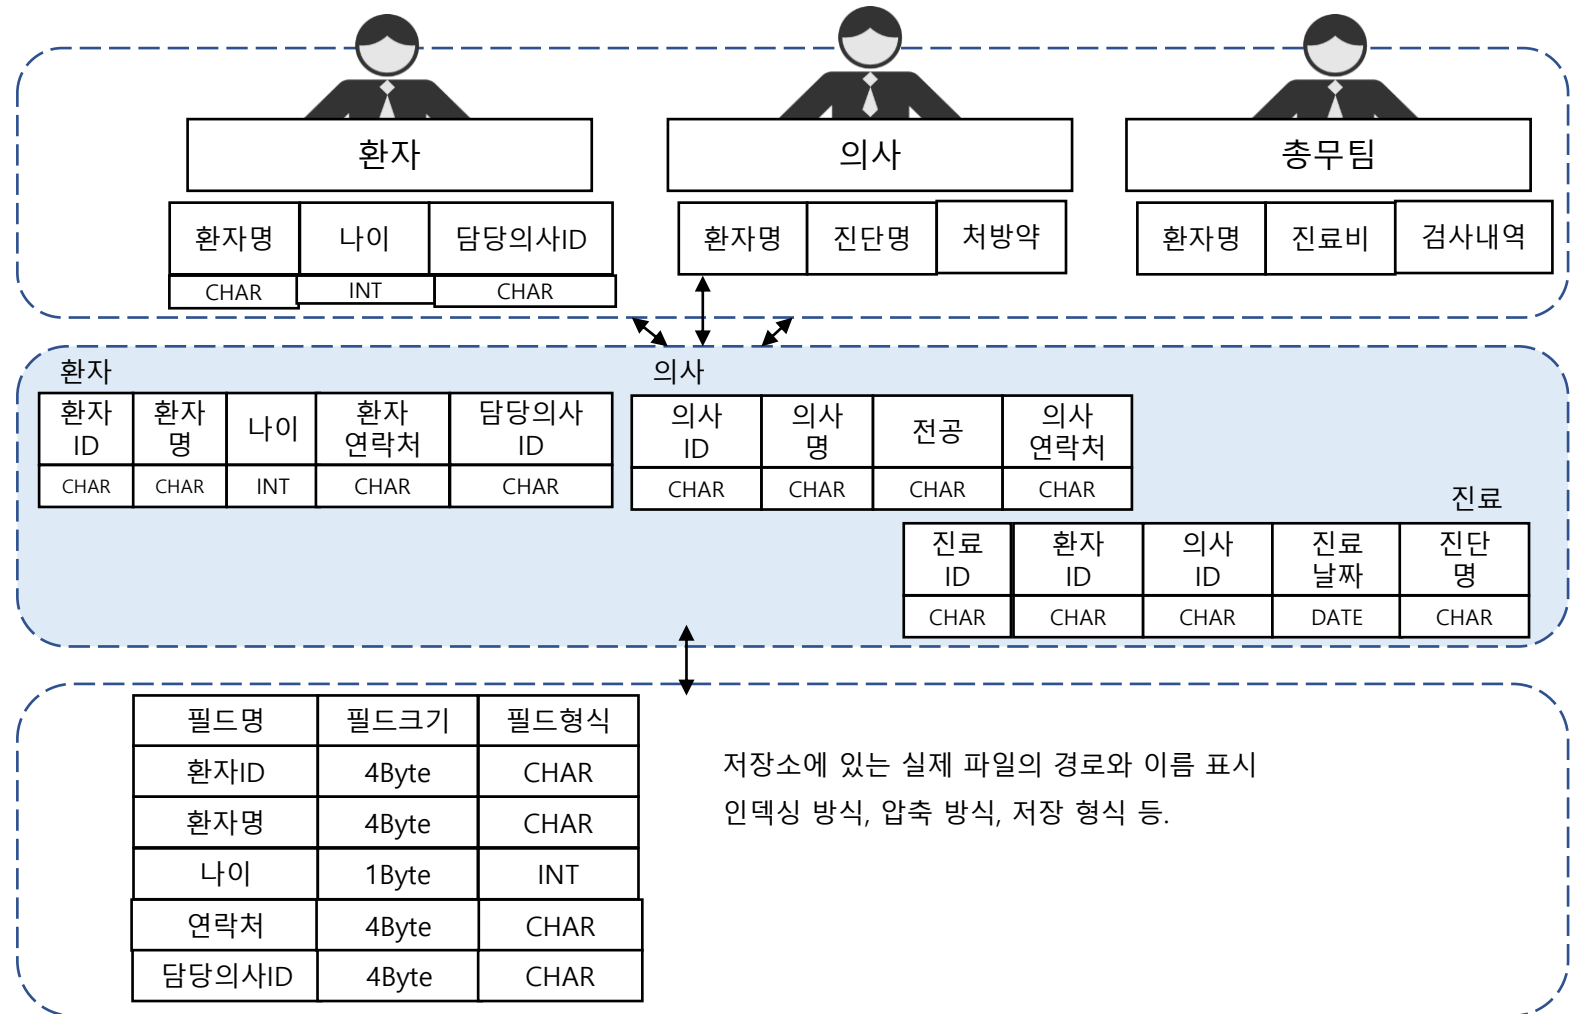 환자
의사
총무팀
환자명 나이 담당의사ID
CHAR INT CHAR
환자명 진단명 처방약
환자명 진료비 검사내역
환자
환자 ID 환자 명 나이 환자 연락처 담당의사 ID
CHAR CHAR INT CHAR CHAR
의사
의사 ID 의사 명 전공 의사 연락처
CHAR CHAR CHAR CHAR
진료
진료 ID 환자 ID 의사 ID 진료 날짜 진단 명
CHAR CHAR CHAR DATE CHAR
필드명 필드크기 필드형식
환자ID 4Byte CHAR
환자명 4Byte CHAR
나이 1Byte INT
연락처 4Byte CHAR
담당의사ID 4Byte CHAR
저장소에 있는 실제 파일의 경로와 이름 표시
인덱싱 방식, 압축 방식, 저장 형식 등.